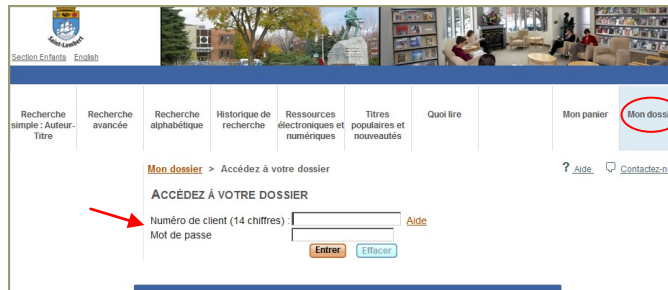 Saint-Lambert
Section Enfants English
Recherche simple : Auteur-Titre
Recherche avancée
Recherche alphabétique
Historique de recherche
Ressources électroniques et numériques
Titres populaires et nouveautés
Quoi lire
Mon panier
Mon dossi
Mon dossier > Accédez à votre dossier
? Aide Contactez-n
ACCÉDEZ À VOTRE DOSSIER
Numéro de client (14 chiffres) : Aide
Mot de passe
Entrer Effacer